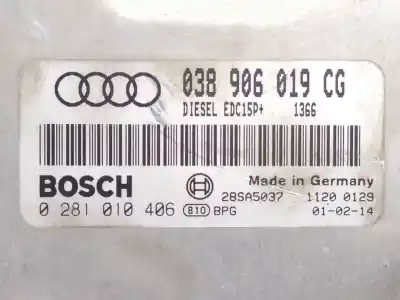 038 906 019 CG
DIESEL EDC15P+ 1366
BOSCH
Made in Germany
28SA5037 1120 0129
0 281 010 406 810 BPG 01-02-14